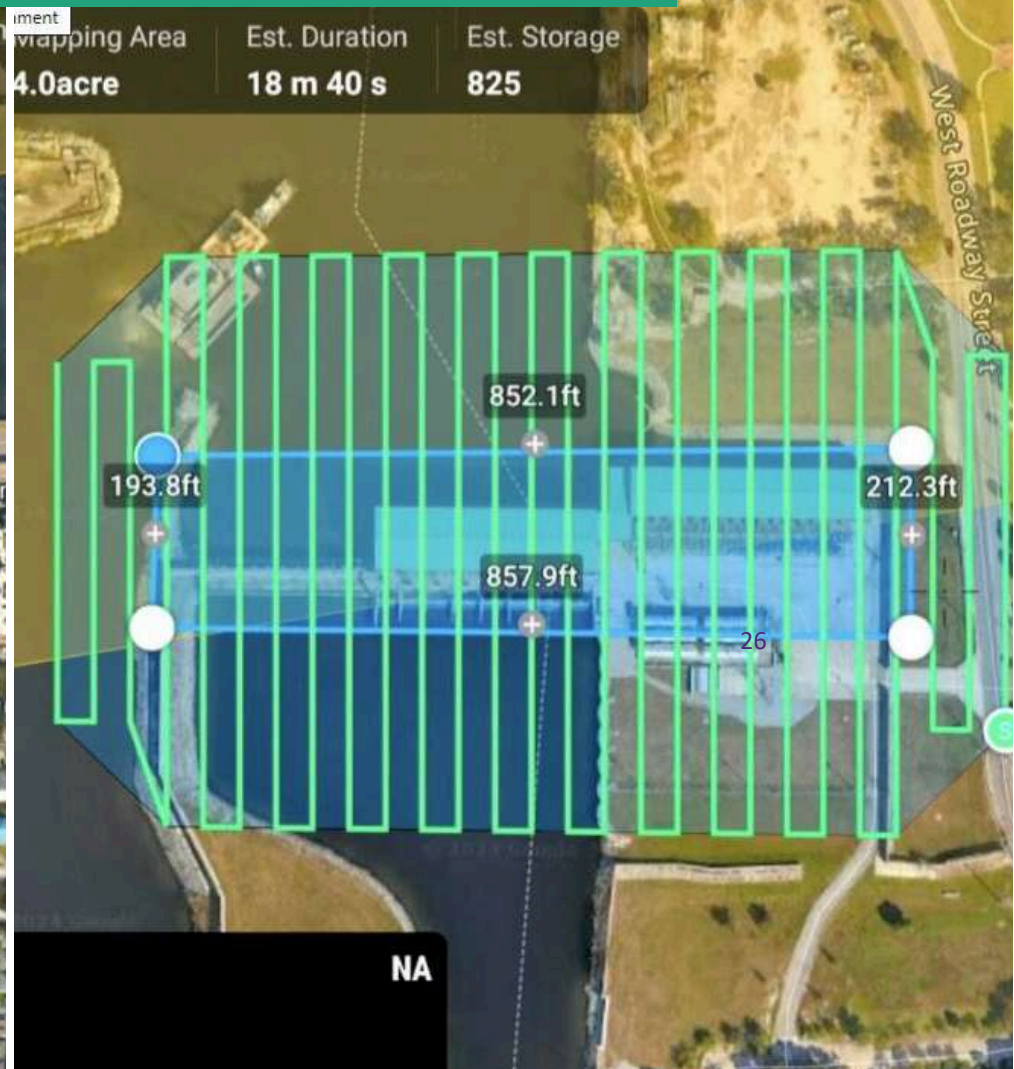 Mapping Area
Est. Duration
Est. Storage
4.0acre
18 m 40 s
825
West Roadway Street
852.1ft
193.8ft
212.3ft
857.9ft
26
S
NA